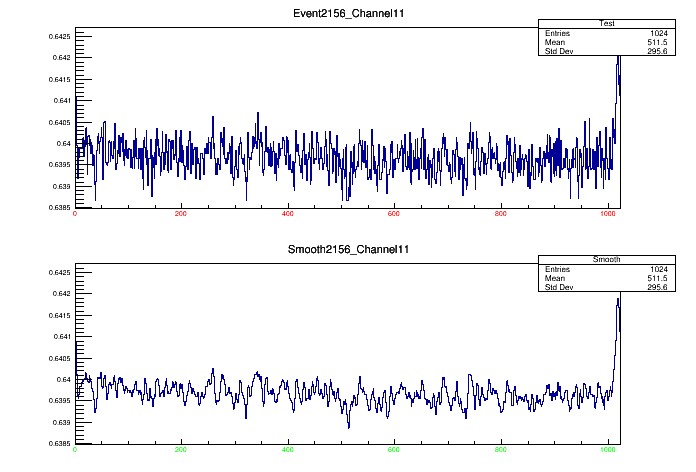 Event2156_Channel11
Test
Entries 1024
Mean 511.5
Std Dev 295.6
0.6425
0.642
0.6415
0.641
0.6405
0.64
0.6395
0.639
0.6385
0 200 400 600 800 1000
Smooth2156_Channel11
Smooth
Entries 1024
Mean 511.5
Std Dev 295.6
0.6425
0.642
0.6415
0.641
0.6405
0.64
0.6395
0.639
0.6385
0 200 400 600 800 1000